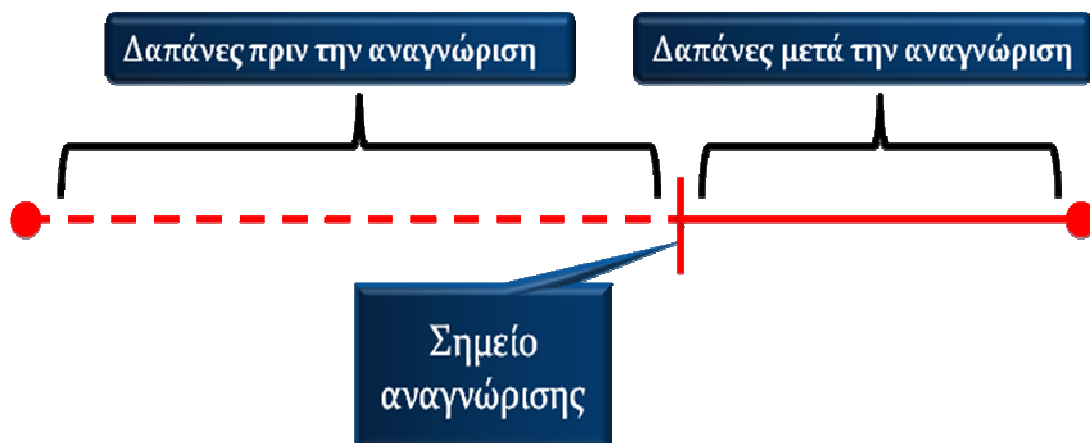 Δαπάνες πριν την αναγνώριση
Δαπάνες μετά την αναγνώριση
Σημείο
αναγνώρισης